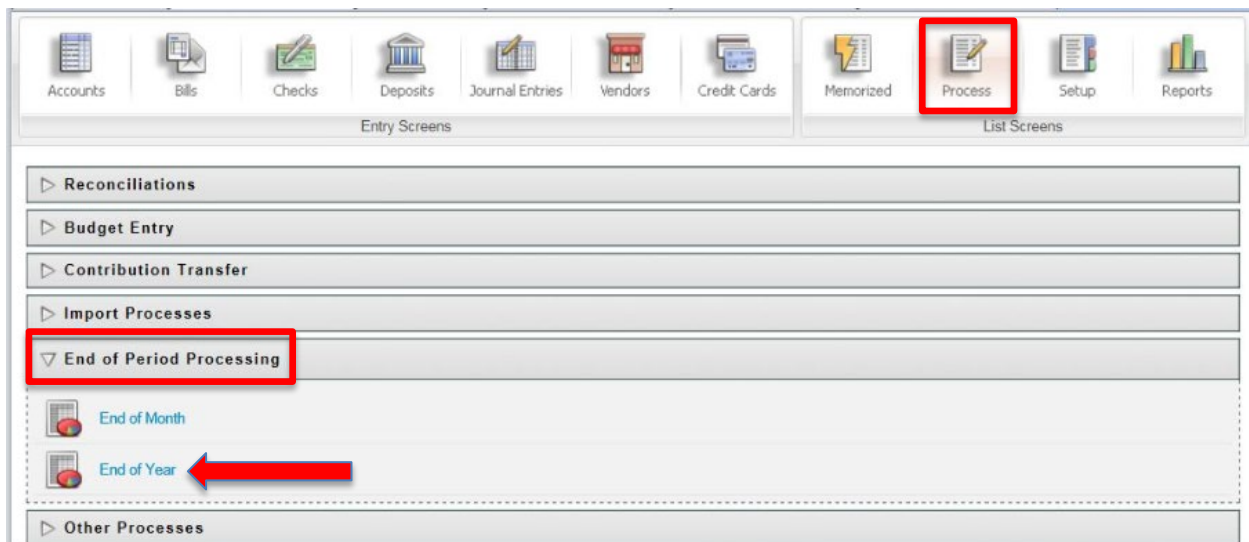 Accounts Bills Checks Deposits Journal Entries Vendors Credit Cards Memorized Process Setup Reports
Entry Screens List Screens
Reconciliations
Budget Entry
Contribution Transfer
Import Processes
End of Period Processing
End of Month
End of Year
Other Processes